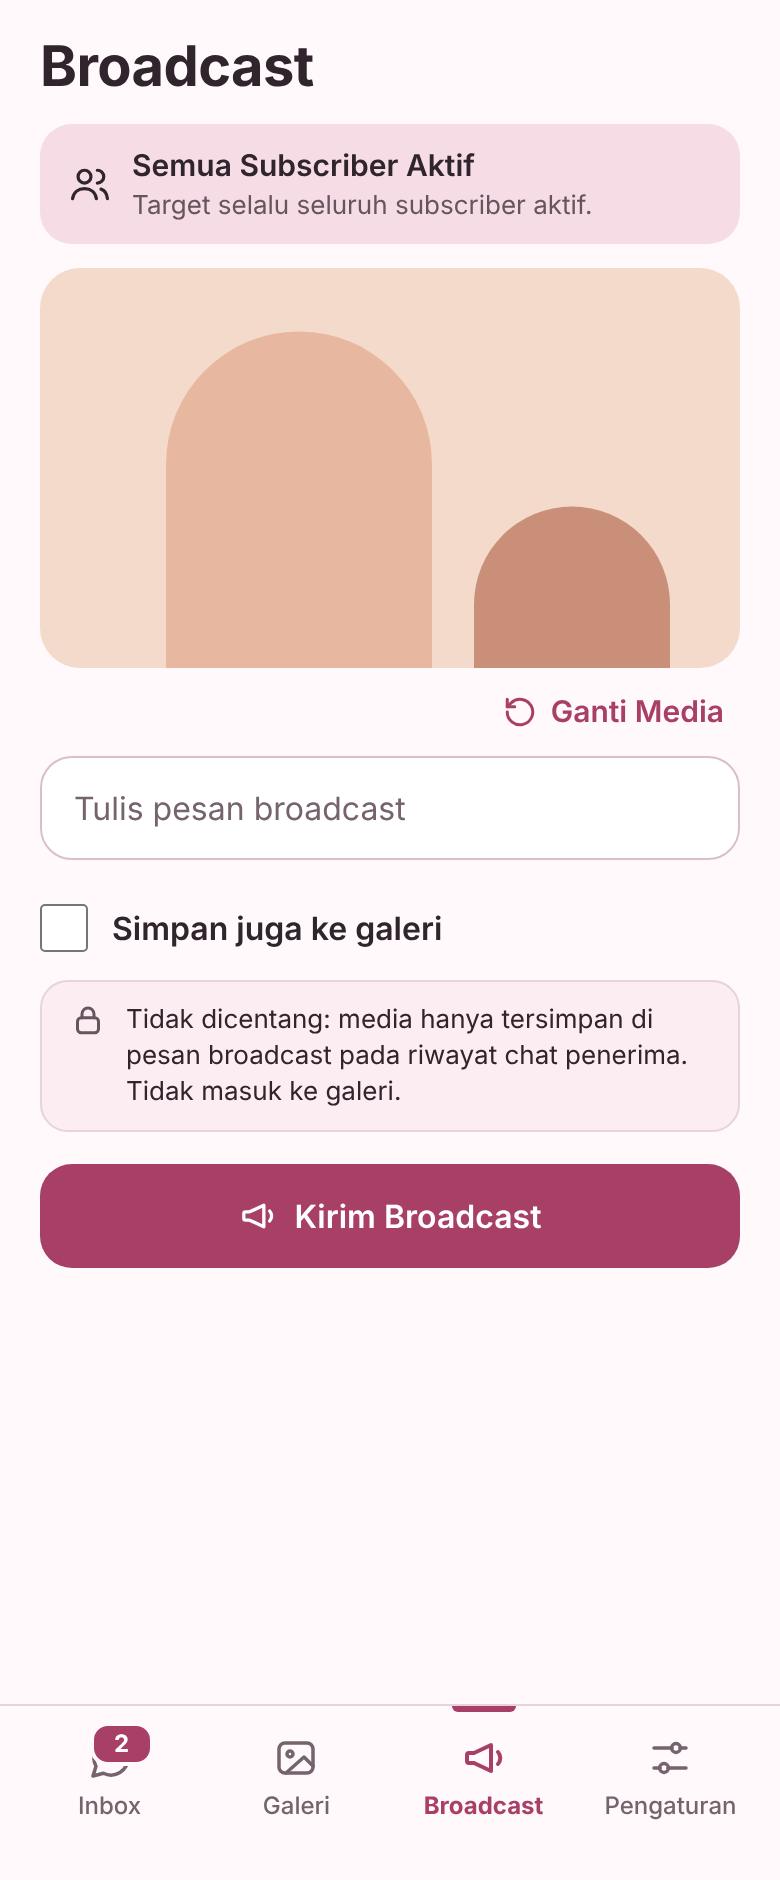 Broadcast
Semua Subscriber Aktif
Target selalu seluruh subscriber aktif.
Ganti Media
Tulis pesan broadcast
Simpan juga ke galeri
Tidak dicentang: media hanya tersimpan di
pesan broadcast pada riwayat chat penerima.
Tidak masuk ke galeri.
Kirim Broadcast
2
Inbox
Galeri
Broadcast
Pengaturan